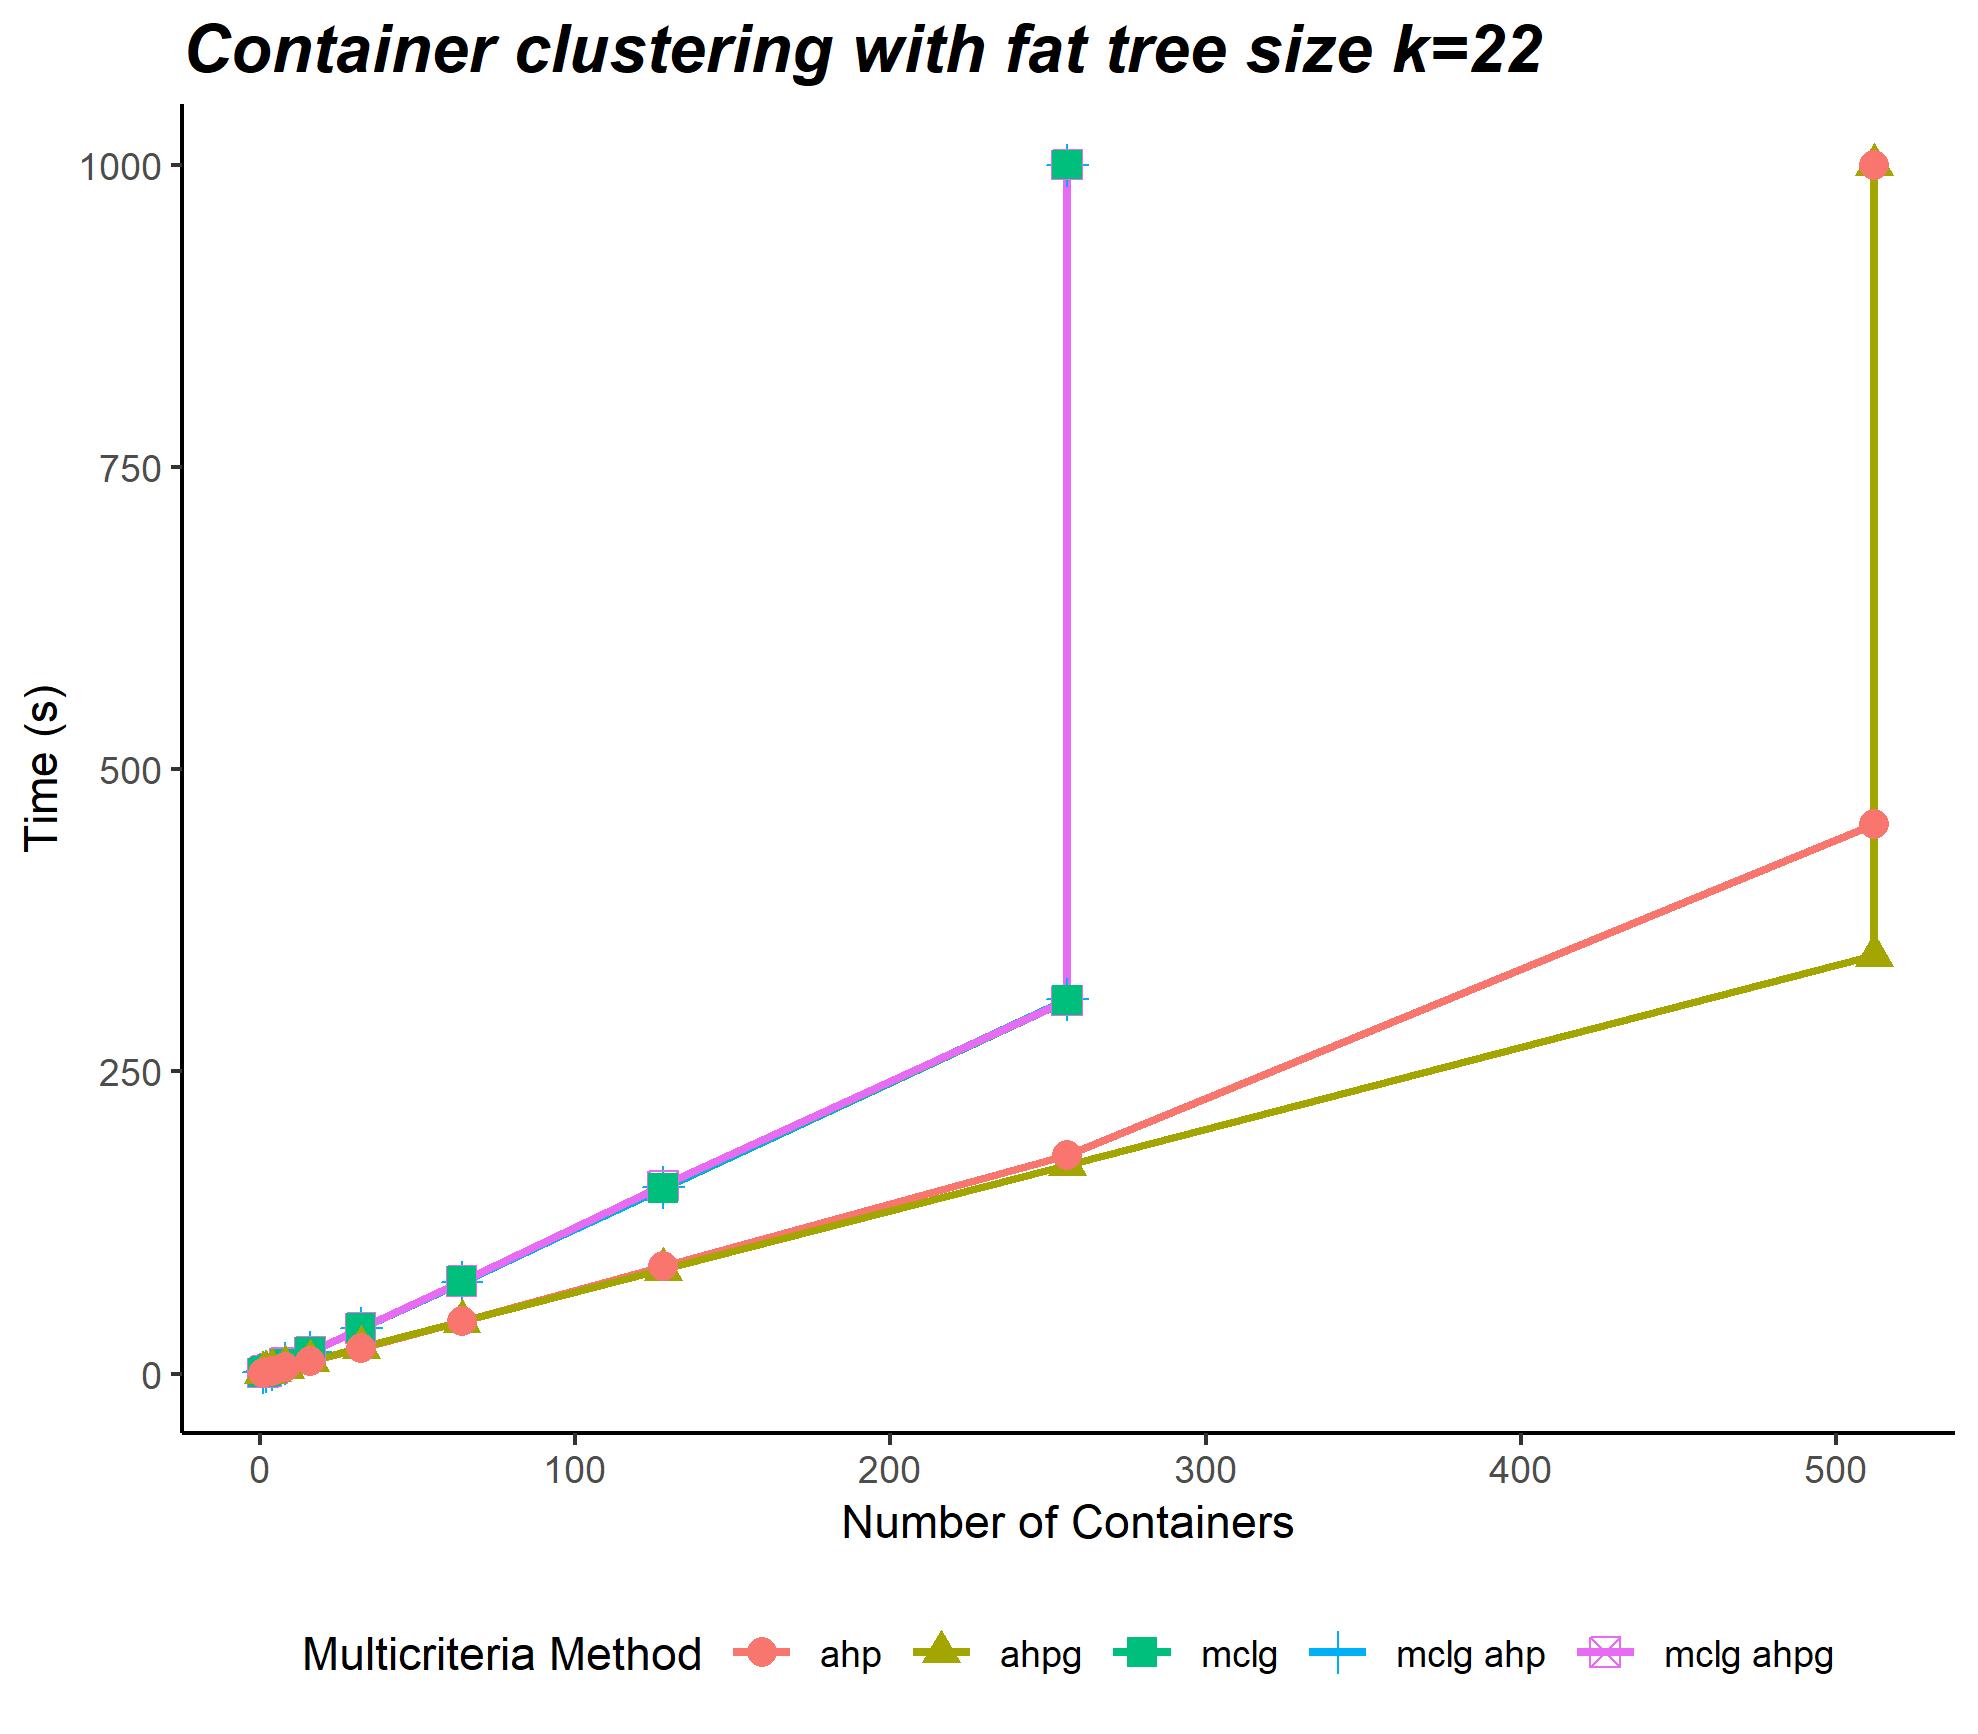 Container clustering with fat tree size k=22
1000
750
500
250
0
Time (s)
0 100 200 300 400 500
Number of Containers
Multicriteria Method ahp ahpg mclg mclg ahp mclg ahpg